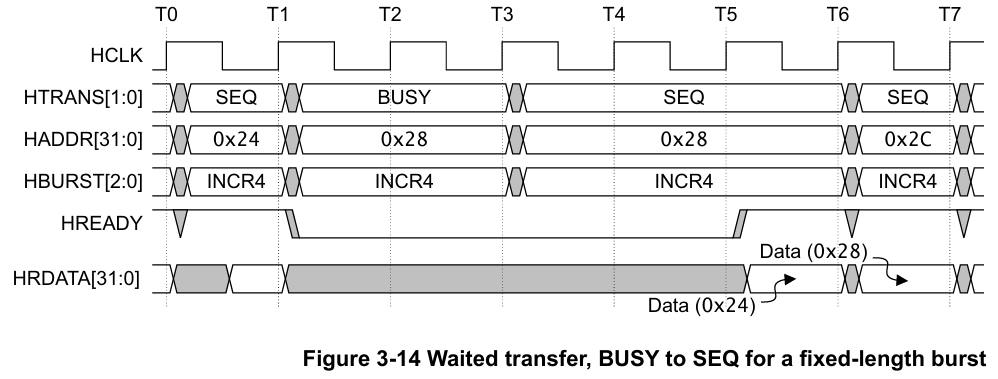 T0 T1 T2 T3 T4 T5 T6 T7
HCLK
HTRANS[1:0] SEQ BUSY SEQ SEQ
HADDR[31:0] 0x24 0x28 0x28 0x2C
HBURST[2:0] INCR4 INCR4 INCR4 INCR4
HREADY
Data (0x28)
HRDATA[31:0]
Data (0x24)
Figure 3-14 Waited transfer, BUSY to SEQ for a fixed-length burst